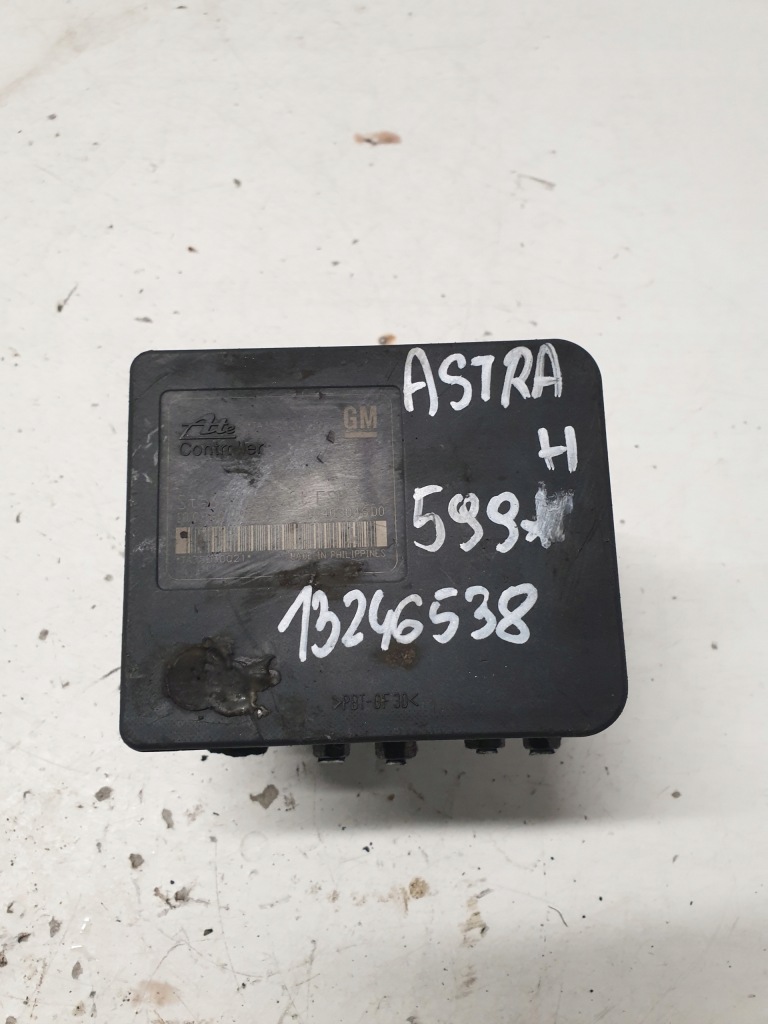 ASTRA
H
599
13246538
Ate
GM
Controller
MADE IN PHILIPPINES
>PBT-GF30<